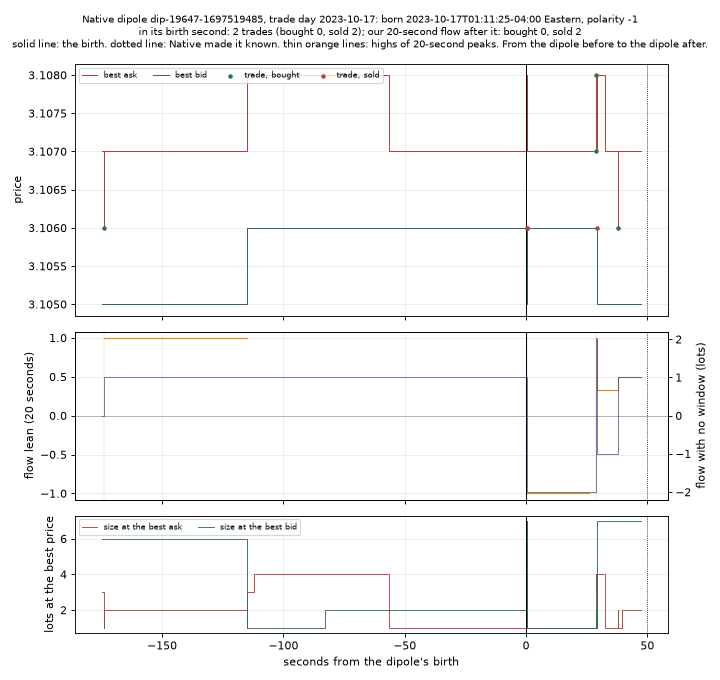 Native dipole dip-19647-1697519485, trade day 2023-10-17: born 2023-10-17T01:11:25-04:00 Eastern, polarity -1
in its birth second: 2 trades (bought 0, sold 2); our 20-second flow after it: bought 0, sold 2
solid line: the birth. dotted line: Native made it known. thin orange lines: highs of 20-second peaks. From the dipole before to the dipole after.
best ask best bid trade, bought trade, sold
3.1080
3.1075
3.1070
3.1065
3.1060
3.1055
3.1050
price
1.0
0.5
0.0
−0.5
−1.0
flow lean (20 seconds)
2
1
0
−1
−2
flow with no window (lots)
size at the best ask size at the best bid
6
4
2
lots at the best price
−150 −100 −50 0 50
seconds from the dipole's birth